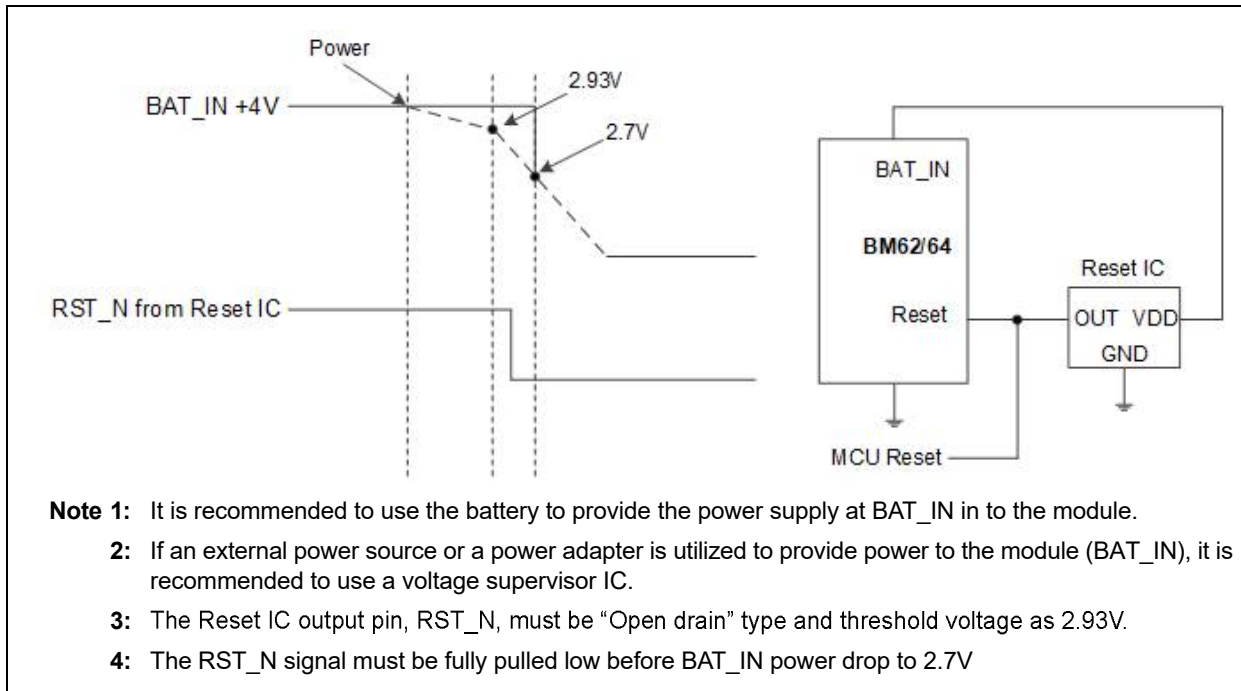 Power
2.93V
BAT_IN +4V
2.7V
BAT_IN
BM62/64
Reset IC
RST_N from Reset IC
Reset
OUT VDD
GND
MCU Reset
Note 1: It is recommended to use the battery to provide the power supply at BAT_IN in to the module.
2: If an external power source or a power adapter is utilized to provide power to the module (BAT_IN), it is
recommended to use a voltage supervisor IC.
3: The Reset IC output pin, RST_N, must be “Open drain” type and threshold voltage as 2.93V.
4: The RST_N signal must be fully pulled low before BAT_IN power drop to 2.7V